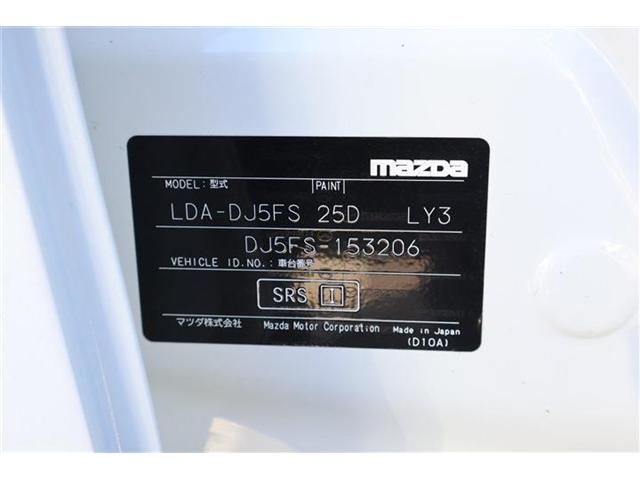 mazda
MODEL:型式 PAINT
LDA-DJ5FS 25D LY3
DJ5FS-153206
VEHICLE ID.NO.:車台番号
SRS I
マツダ株式会社 Mazda Motor Corporation Made in Japan
(D10A)